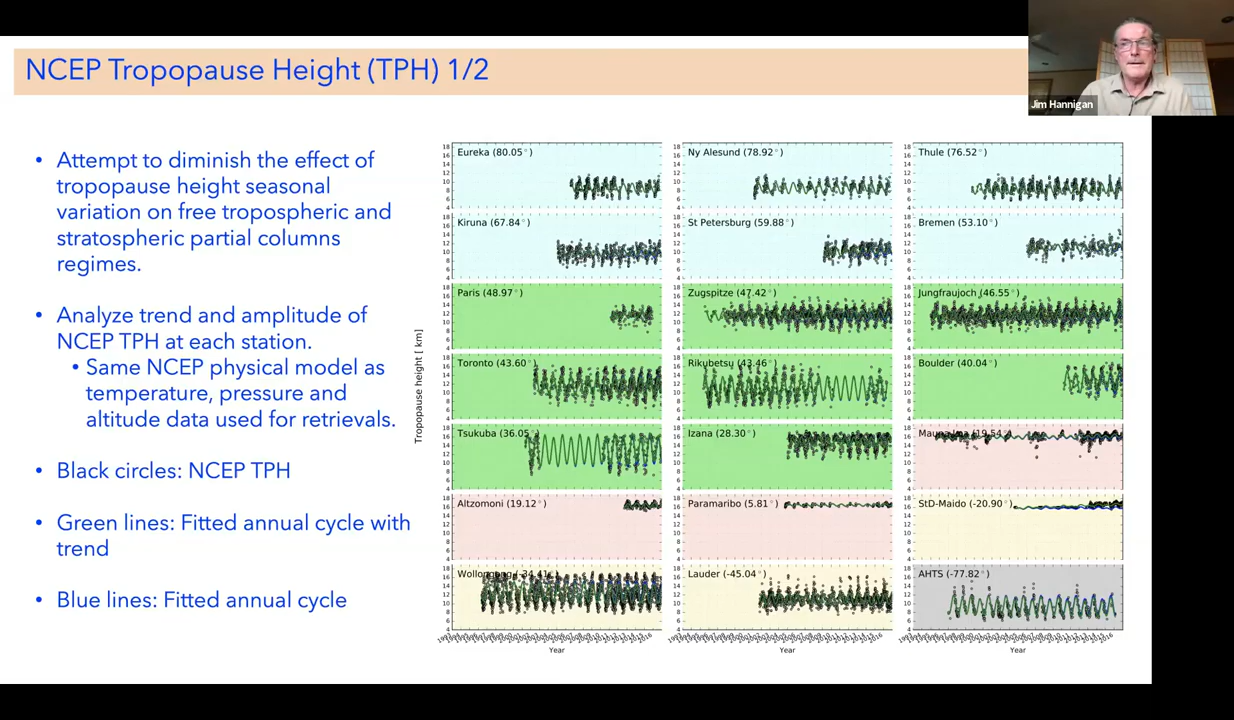 NCEP Tropopause Height (TPH) 1/2
Jim Hannigan
• Attempt to diminish the effect of
tropopause height seasonal
variation on free tropospheric and
stratospheric partial columns
regimes.
• Analyze trend and amplitude of
NCEP TPH at each station.
• Same NCEP physical model as
temperature, pressure and
altitude data used for retrievals.
• Black circles: NCEP TPH
• Green lines: Fitted annual cycle with
trend
• Blue lines: Fitted annual cycle
Tropopause height [ km]
Eureka (80.05°)
Ny Alesund (78.92°)
Thule (76.52°)
Kiruna (67.84°)
St Petersburg (59.88°)
Bremen (53.10°)
Paris (48.97°)
Zugspitze (47.42°)
Jungfraujoch (46.55°)
Toronto (43.60°)
Rikubetsu (43.46°)
Boulder (40.04°)
Tsukuba (36.05°)
Izana (28.30°)
Mauna Loa (19.54°)
Altzomoni (19.12°)
Paramaribo (5.81°)
StD-Maido (-20.90°)
Wollongong (-34.41°)
Lauder (-45.04°)
AHTS (-77.82°)
Year
Year
Year